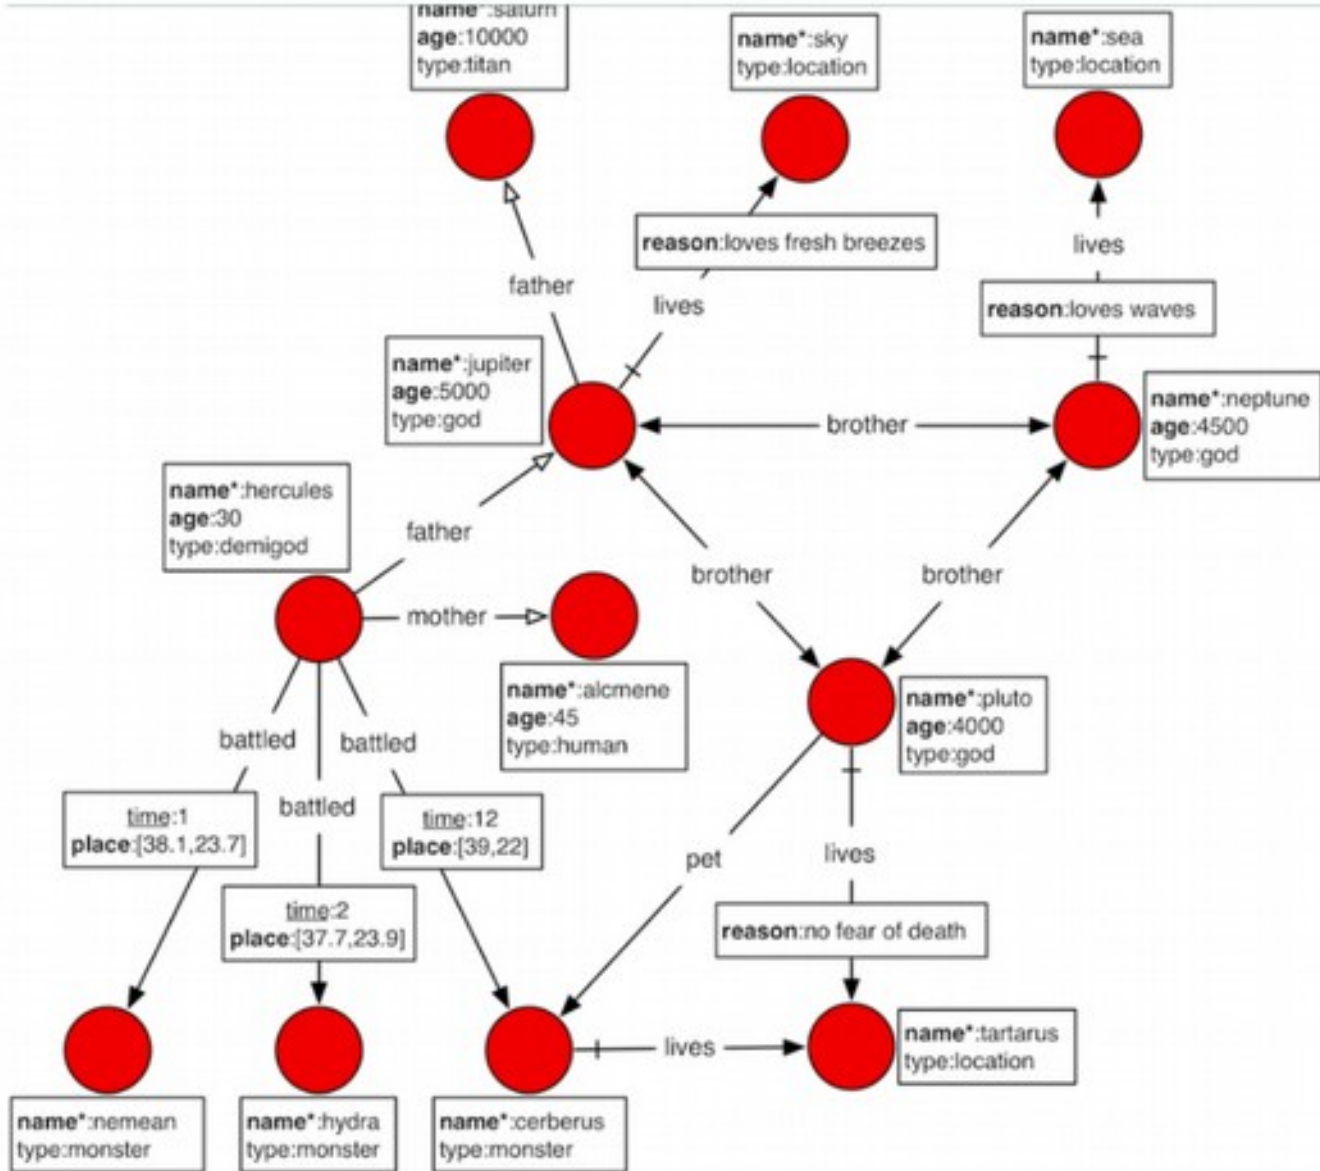 name*:saturn
age:10000
type:titan
name*:sky
type:location
name*:sea
type:location
reason:loves fresh breezes
lives
father
lives
reason:loves waves
name*:jupiter
age:5000
type:god
brother
name*:neptune
age:4500
type:god
name*:hercules
age:30
type:demigod
father
brother
brother
mother
name*:alcmene
age:45
type:human
name*:pluto
age:4000
type:god
battled
battled
battled
time:1
place:[38.1,23.7]
time:12
place:[39,22]
pet
lives
time:2
place:[37.7,23.9]
reason:no fear of death
lives
name*:tartarus
type:location
name*:nemean
type:monster
name*:hydra
type:monster
name*:cerberus
type:monster